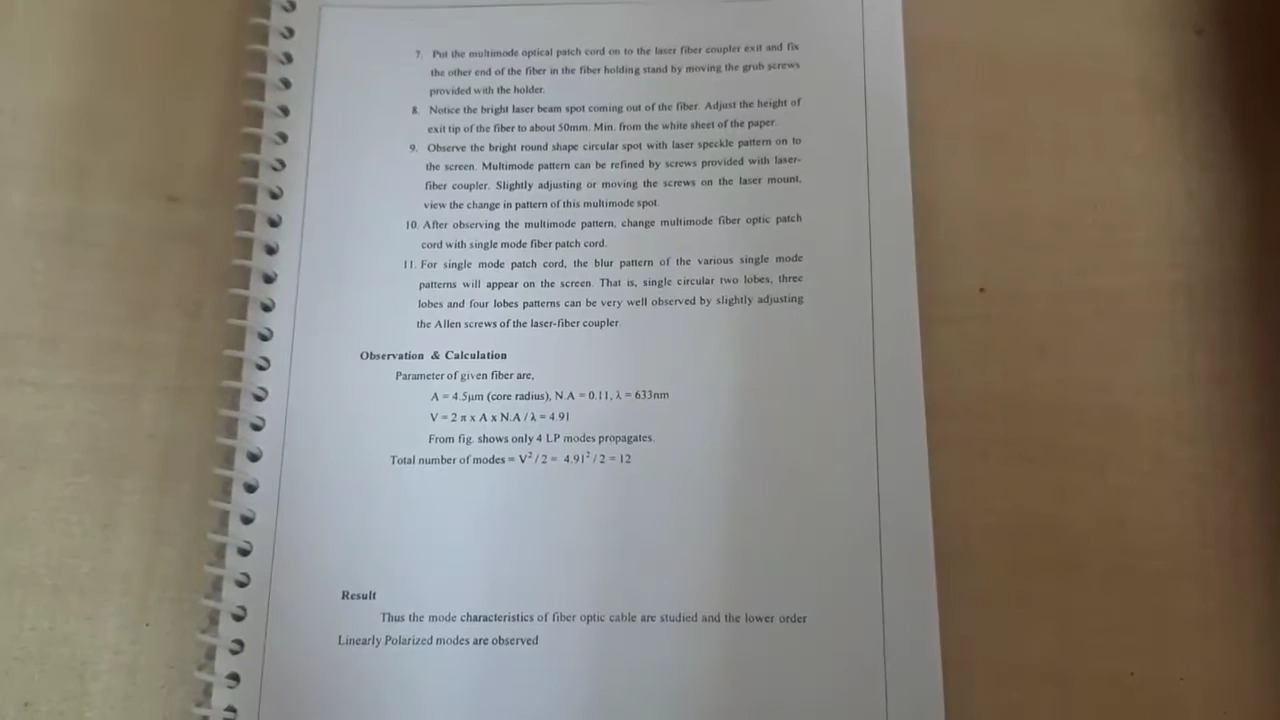 7. Put the multimode optical patch cord on to the laser fiber coupler exit and fix
the other end of the fiber in the fiber holding stand by moving the grub screws
provided with the holder.
8. Notice the bright laser beam spot coming out of the fiber. Adjust the height of
exit tip of the fiber to about 50mm. Min. from the white sheet of the paper.
9. Observe the bright round shape circular spot with laser speckle pattern on to
the screen. Multimode pattern can be refined by screws provided with laser-
fiber coupler. Slightly adjusting or moving the screws on the laser mount,
view the change in pattern of this multimode spot.
10. After observing the multimode pattern, change multimode fiber optic patch
cord with single mode fiber patch cord.
11. For single mode patch cord, the blur pattern of the various single mode
patterns will appear on the screen. That is, single circular two lobes, three
lobes and four lobes patterns can be very well observed by slightly adjusting
the Allen screws of the laser-fiber coupler.
Observation & Calculation
Parameter of given fiber are,
A = 4.5μm (core radius), N.A = 0.11, λ = 633nm
V = 2 π x A x N.A / λ = 4.91
From fig. shows only 4 LP modes propagates.
Total number of modes = V² / 2 = 4.91² / 2 = 12
Result
Thus the mode characteristics of fiber optic cable are studied and the lower order
Linearly Polarized modes are observed